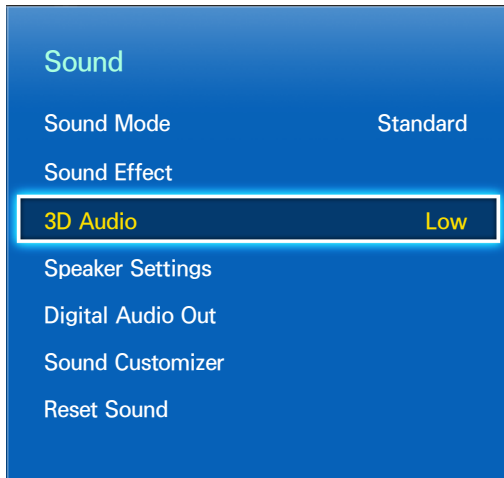 Sound
Sound Mode Standard
Sound Effect
3D Audio Low
Speaker Settings
Digital Audio Out
Sound Customizer
Reset Sound